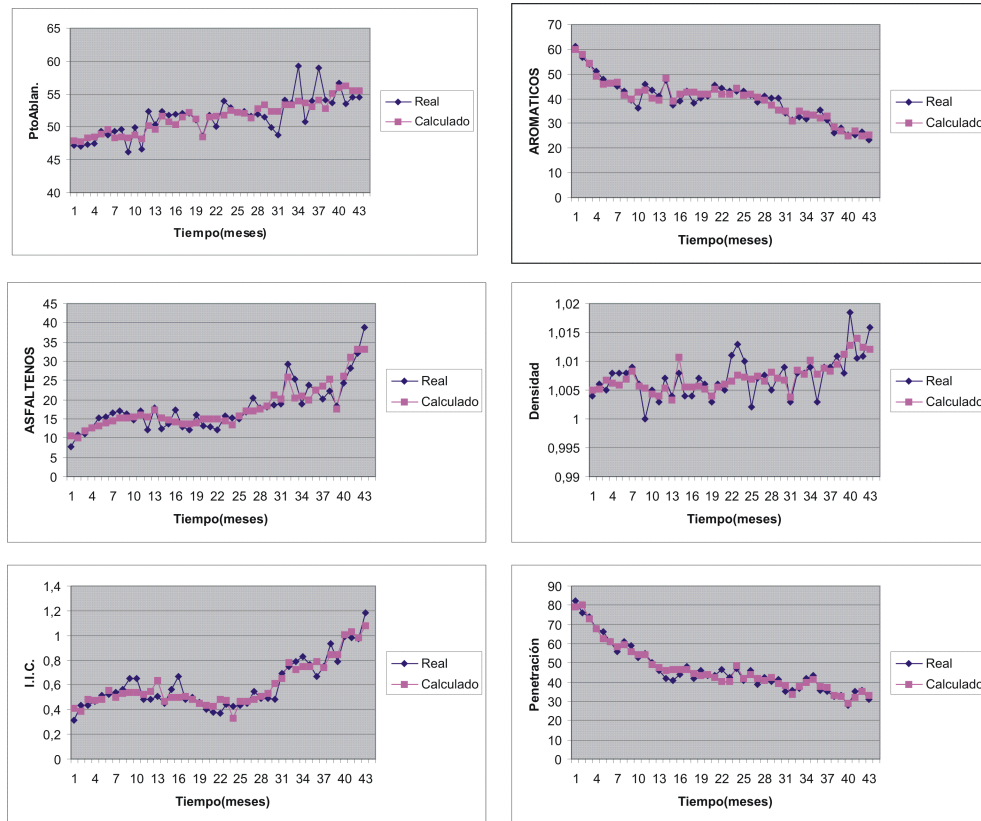 PtoAblan.
60
55
50
45
40
1 4 7 10 13 16 19 22 25 28 31 34 37 40 43
Tiempo(meses)
Real
Calculado
AROMATICOS
70
60
50
40
30
20
10
0
1 4 7 10 13 16 19 22 25 28 31 34 37 40 43
Tiempo(meses)
Real
Calculado
ASFALTENOS
45
40
35
30
25
20
15
10
5
0
1 4 7 10 13 16 19 22 25 28 31 34 37 40 43
Tiempo(meses)
Real
Calculado
Densidad
1,02
1,015
1,01
1,005
1
0,995
0,99
1 4 7 10 13 16 19 22 25 28 31 34 37 40 43
Tiempo(meses)
Real
Calculado
I.I.C.
1,4
1,2
1
0,8
0,6
0,4
0,2
0
1 4 7 10 13 16 19 22 25 28 31 34 37 40 43
Tiempo(meses)
Real
Calculado
Penetración
90
80
70
60
50
40
30
20
10
0
1 4 7 10 13 16 19 22 25 28 31 34 37 40 43
Tiempo(meses)
Real
Calculado